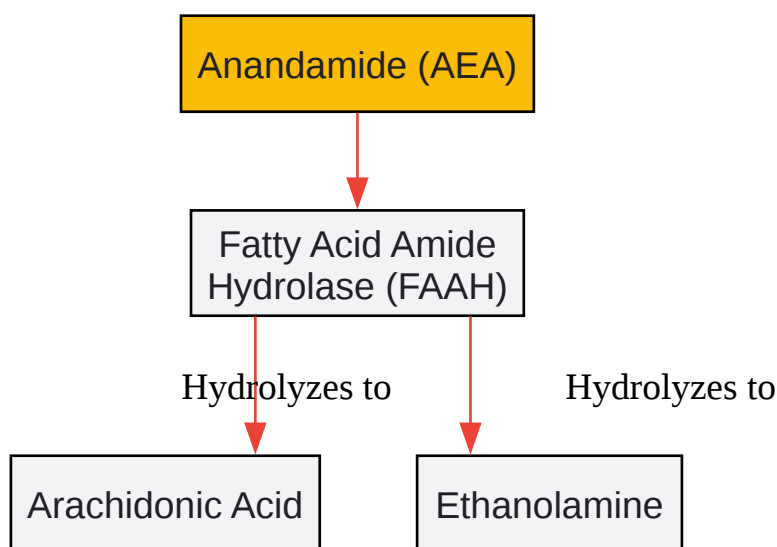 Anandamide (AEA)
Fatty Acid Amide
Hydrolase (FAAH)
Hydrolyzes to
Hydrolyzes to
Arachidonic Acid
Ethanolamine